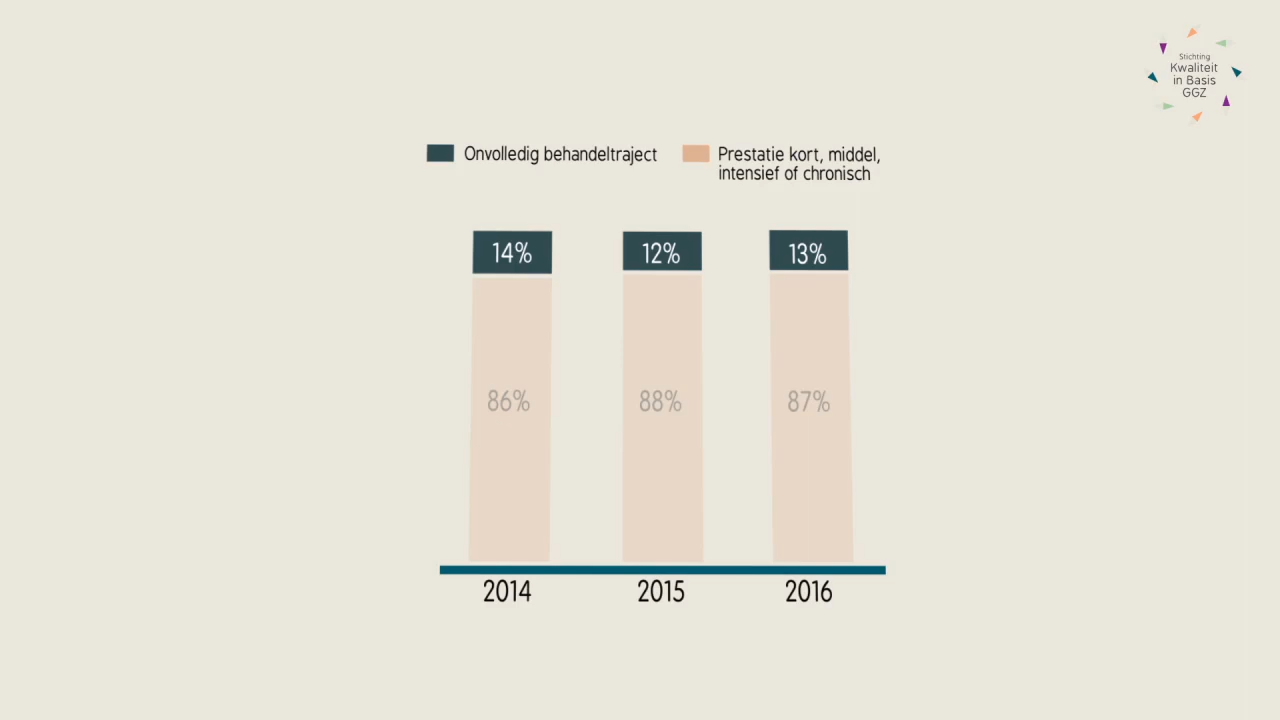 Stichting
Kwaliteit
in Basis
GGZ
Onvolledig behandeltraject
Prestatie kort, middel,
intensief of chronisch
14%
12%
13%
86%
88%
87%
2014
2015
2016